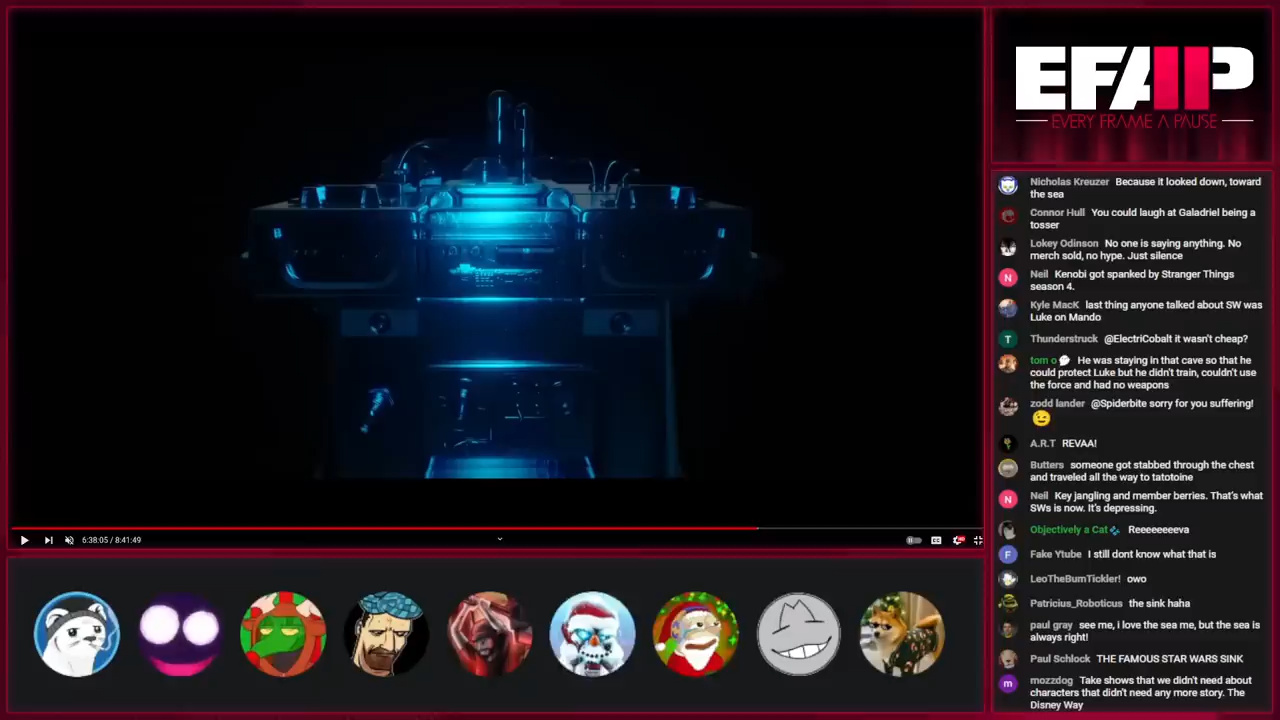 EFAP
EVERY FRAME A PAUSE
Nicholas Kreuzer Because it looked down, toward
the sea
Connor Hull You could laugh at Galadriel being a
tosser
Lokey Odinson No one is saying anything. No
merch sold, no hype. Just silence
N
Neil Kenobi got spanked by Stranger Things
season 4.
Kyle MacK last thing anyone talked about SW was
Luke on Mando
T
Thunderstruck @ElectriCobalt it wasn't cheap?
tom o He was staying in that cave so that he
could protect Luke but he didn't train, couldn't use
the force and had no weapons
zodd lander @Spiderbite sorry for you suffering!
😉
A.R.T REVAA!
Butters someone got stabbed through the chest
and traveled all the way to tatotoine
N
Neil Key jangling and member berries. That's what
SWs is now. It's depressing.
Objectively a Cat Reeeeeeeeva
F
Fake Ytube I still dont know what that is
LeoTheBumTickler! owo
Patricius_Roboticus the sink haha
paul gray see me, i love the sea me, but the sea is
always right!
Paul Schlock THE FAMOUS STAR WARS SINK
m
mozzdog Take shows that we didn't need about
characters that didn't need any more story. The
Disney Way
6:38:05 / 8:41:49
CC